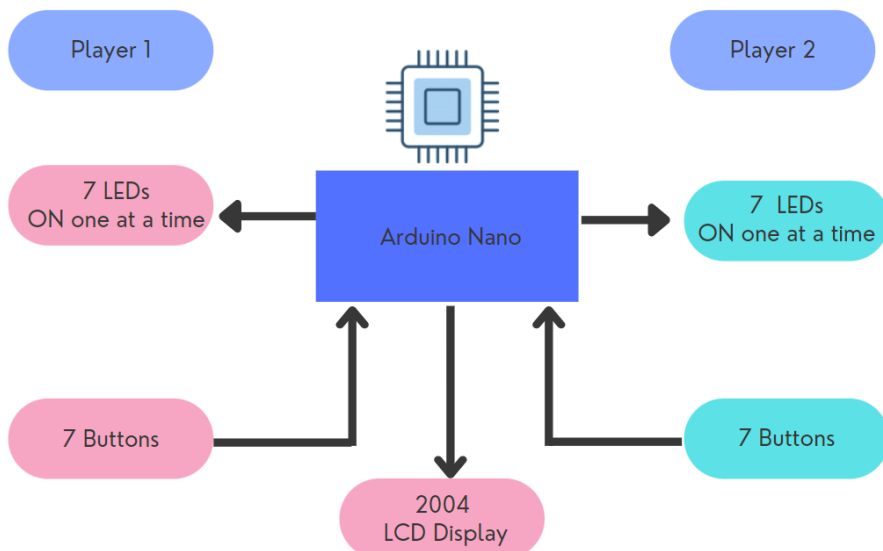 Player 1
Player 2
7 LEDs
ON one at a time
Arduino Nano
7 LEDs
ON one at a time
7 Buttons
7 Buttons
2004
LCD Display